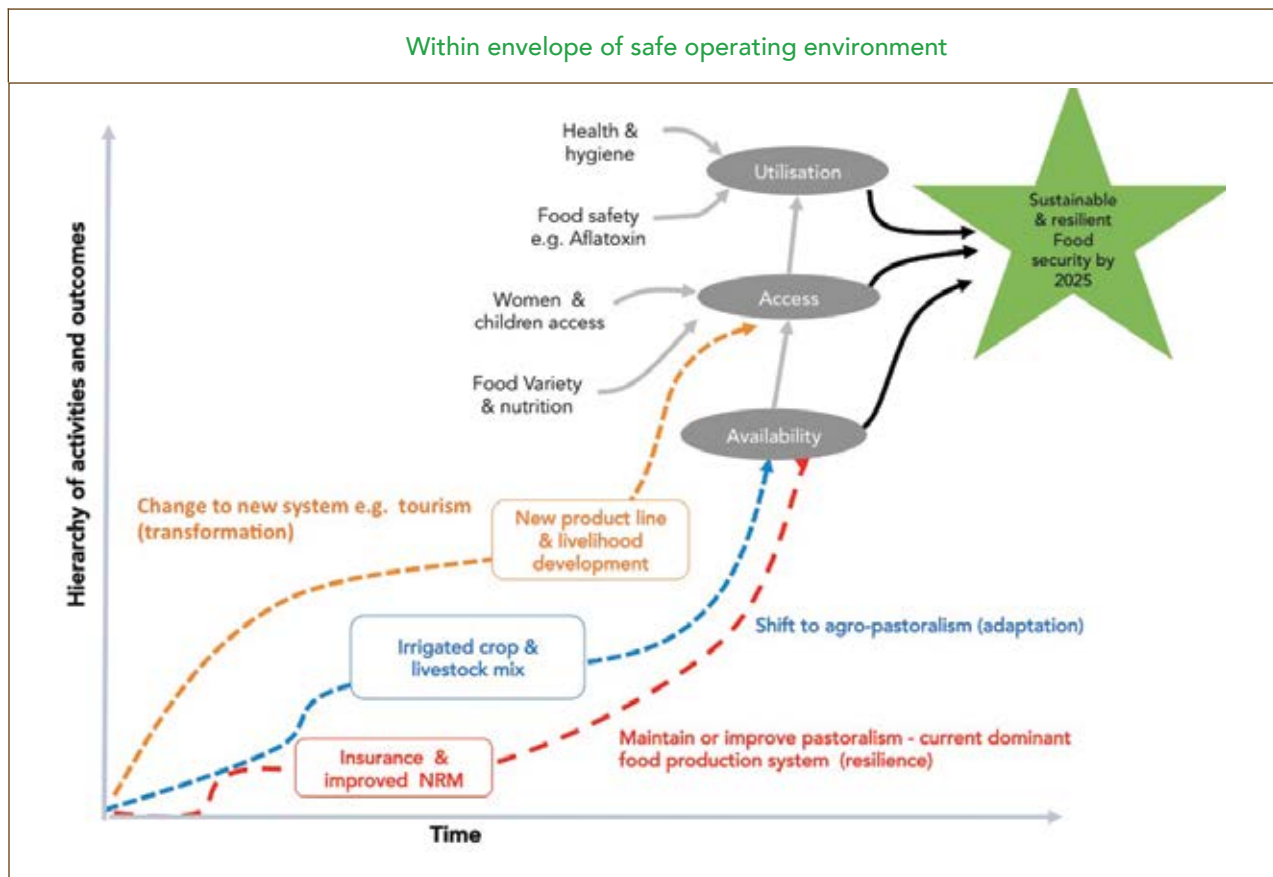 Within envelope of safe operating environment
Hierarchy of activities and outcomes
Health &
hygiene
Utilisation
Food safety
e.g. Aflatoxin
Sustainable
& resilient
Food
security by
2025
Women &
children access
Access
Food Variety
& nutrition
Availability
Change to new system e.g. tourism
(transformation)
New product line
& livelihood
development
Irrigated crop &
livestock mix
Shift to agro-pastoralism (adaptation)
Insurance &
improved NRM
Maintain or improve pastoralism - current dominant
food production system (resilience)
Time